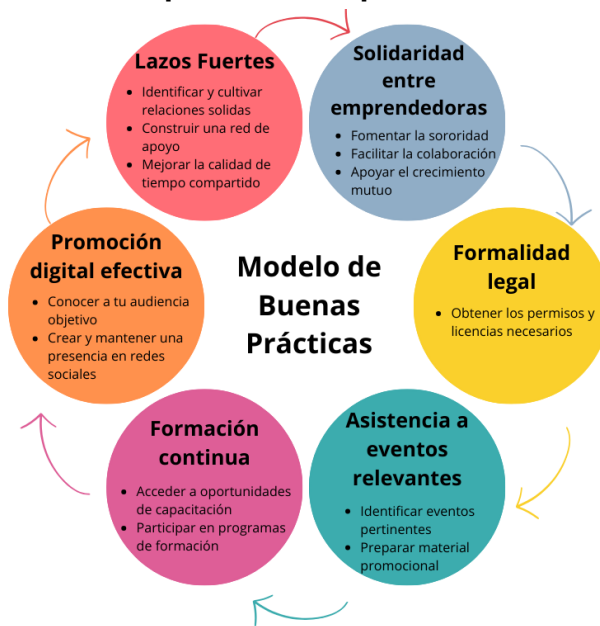 Lazos Fuertes
• Identificar y cultivar
relaciones solidas
• Construir una red de
apoyo
• Mejorar la calidad de
tiempo compartido
Solidaridad
entre
emprendedoras
• Fomentar la sororidad
• Facilitar la colaboración
• Apoyar el crecimiento
mutuo
Formalidad
legal
• Obtener los permisos y
licencias necesarios
Asistencia a
eventos
relevantes
• Identificar eventos
pertinentes
• Preparar material
promocional
Formación
continua
• Acceder a oportunidades
de capacitación
• Participar en programas
de formación
Promoción
digital efectiva
• Conocer a tu audiencia
objetivo
• Crear y mantener una
presencia en redes
sociales
Modelo de
Buenas
Prácticas